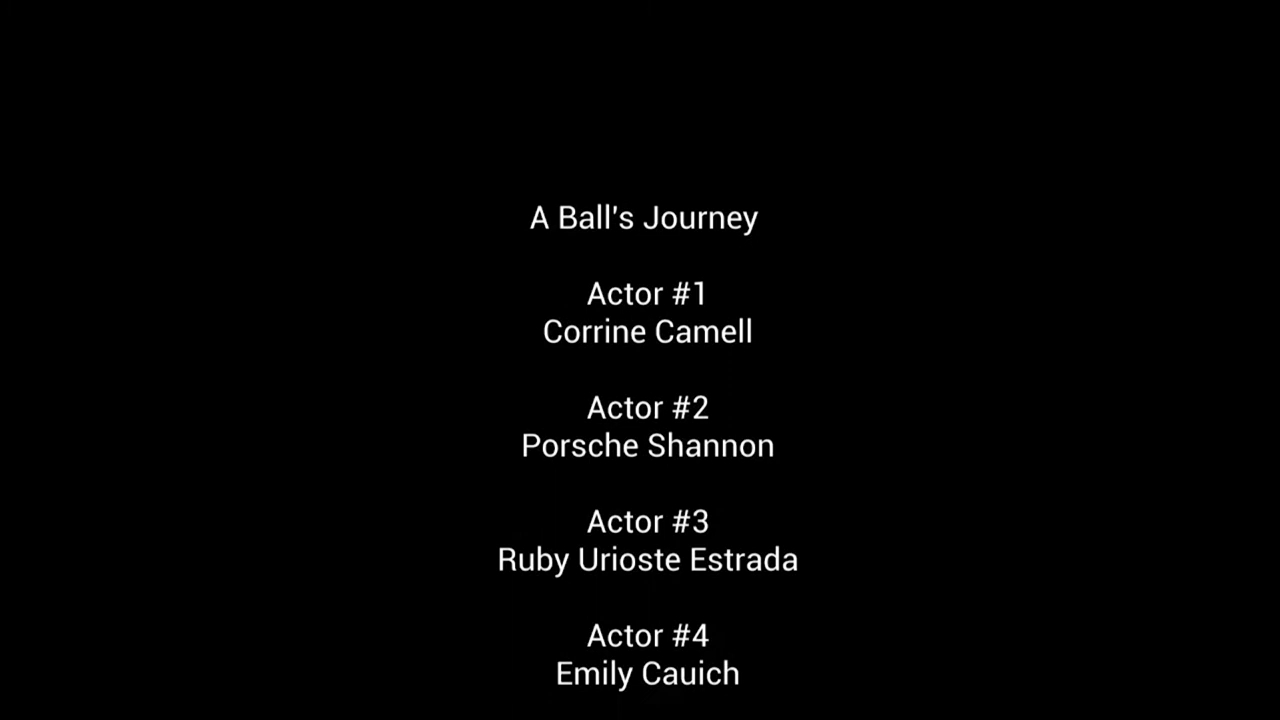 A Ball's Journey
Actor #1
Corrine Camell
Actor #2
Porsche Shannon
Actor #3
Ruby Urioste Estrada
Actor #4
Emily Cauich